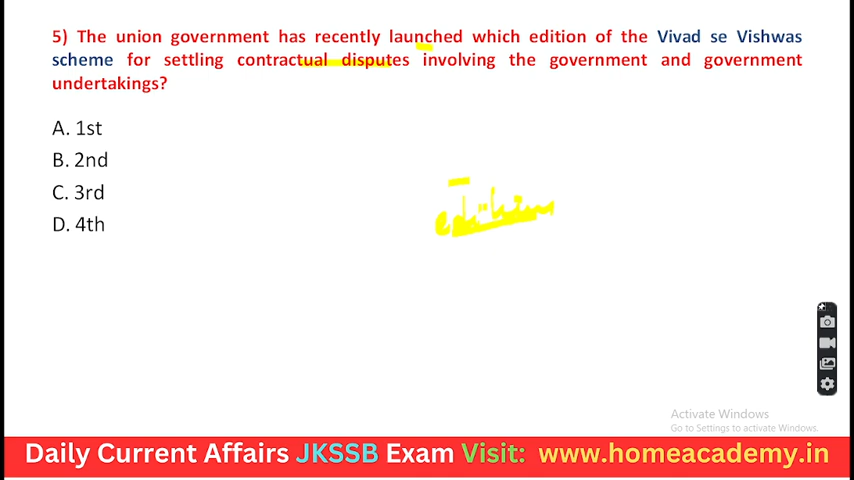 5) The union government has recently launched which edition of the Vivad se Vishwas
scheme for settling contractual disputes involving the government and government
undertakings?
A. 1st
B. 2nd
C. 3rd
D. 4th
edition
Activate Windows
Go to Settings to activate Windows.
Daily Current Affairs JKSSB Exam Visit: www.homeacademy.in